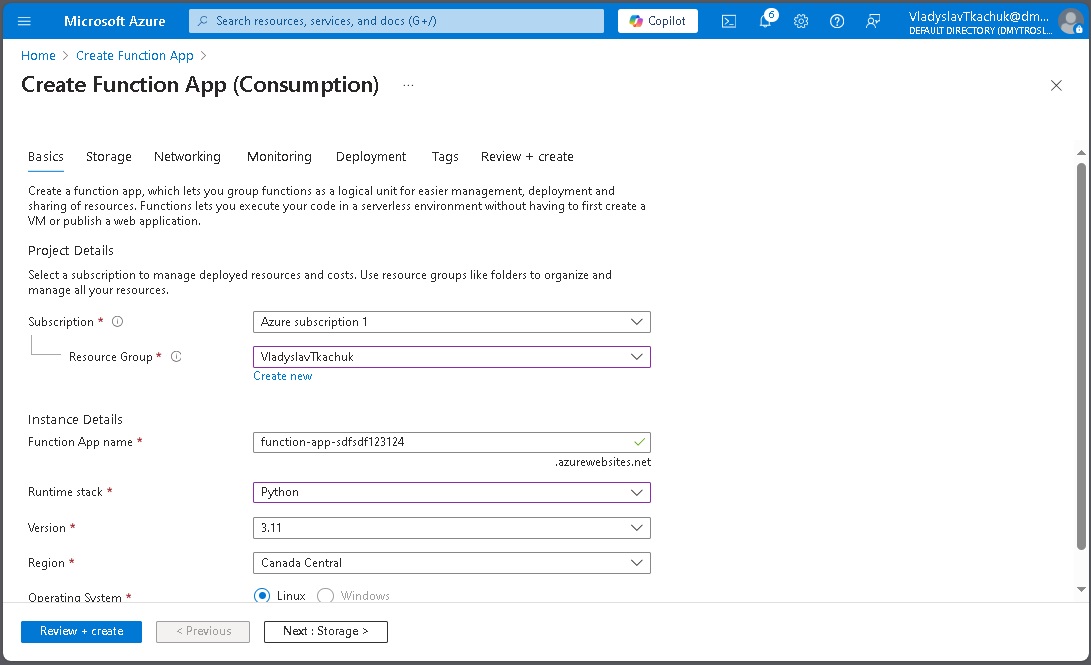 Microsoft Azure
Search resources, services, and docs (G+/)
Copilot
6
VladyslavTkachuk@dm...
DEFAULT DIRECTORY (DMYTROSL...
Home > Create Function App >
Create Function App (Consumption) ...
Basics Storage Networking Monitoring Deployment Tags Review + create
Create a function app, which lets you group functions as a logical unit for easier management, deployment and
sharing of resources. Functions lets you execute your code in a serverless environment without having to first create a
VM or publish a web application.
Project Details
Select a subscription to manage deployed resources and costs. Use resource groups like folders to organize and
manage all your resources.
Subscription * Azure subscription 1
Resource Group * VladyslavTkachuk
Create new
Instance Details
Function App name * function-app-sdfsdf123124
.azurewebsites.net
Runtime stack * Python
Version * 3.11
Region * Canada Central
Operating System * Linux Windows
Review + create < Previous Next : Storage >